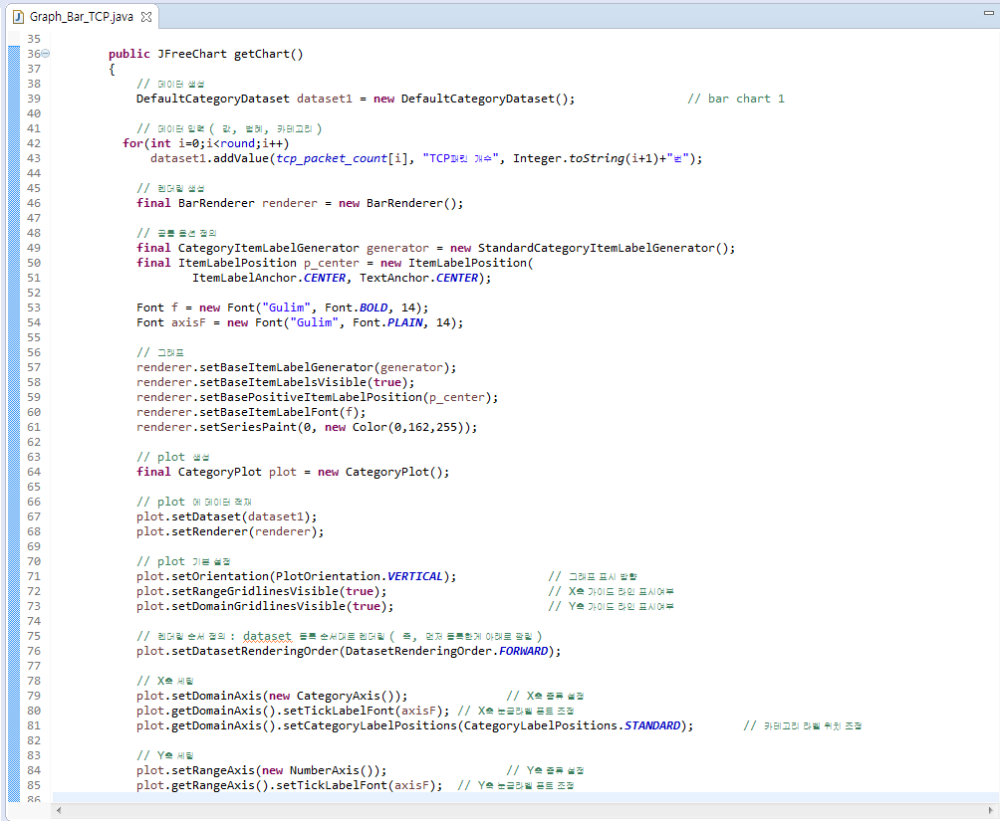 Graph_Bar_TCP.java
35
36 public JFreeChart getChart()
37 {
38 // 데이터 생성
39 DefaultCategoryDataset dataset1 = new DefaultCategoryDataset(); // bar chart 1
40
41 // 데이터 입력 ( 값, 범례, 카테고리 )
42 for(int i=0;i<round;i++)
43 dataset1.addValue(tcp_packet_count[i], "TCP패킷 개수", Integer.toString(i+1)+"번");
44
45 // 렌더링 생성
46 final BarRenderer renderer = new BarRenderer();
47
48 // 공통 옵션 정의
49 final CategoryItemLabelGenerator generator = new StandardCategoryItemLabelGenerator();
50 final ItemLabelPosition p_center = new ItemLabelPosition(
51 ItemLabelAnchor.CENTER, TextAnchor.CENTER);
52
53 Font f = new Font("Gulim", Font.BOLD, 14);
54 Font axisF = new Font("Gulim", Font.PLAIN, 14);
55
56 // 그래프
57 renderer.setBaseItemLabelGenerator(generator);
58 renderer.setBaseItemLabelsVisible(true);
59 renderer.setBasePositiveItemLabelPosition(p_center);
60 renderer.setBaseItemLabelFont(f);
61 renderer.setSeriesPaint(0, new Color(0,162,255));
62
63 // plot 생성
64 final CategoryPlot plot = new CategoryPlot();
65
66 // plot 에 데이터 적재
67 plot.setDataset(dataset1);
68 plot.setRenderer(renderer);
69
70 // plot 기본 설정
71 plot.setOrientation(PlotOrientation.VERTICAL); // 그래프 표시 방향
72 plot.setRangeGridlinesVisible(true); // X축 가이드 라인 표시여부
73 plot.setDomainGridlinesVisible(true); // Y축 가이드 라인 표시여부
74
75 // 렌더링 순서 정의 : dataset 등록 순서대로 렌더링 ( 즉, 먼저 등록한게 아래로 깔림 )
76 plot.setDatasetRenderingOrder(DatasetRenderingOrder.FORWARD);
77
78 // X축 세팅
79 plot.setDomainAxis(new CategoryAxis()); // X축 종류 설정
80 plot.getDomainAxis().setTickLabelFont(axisF); // X축 눈금라벨 폰트 조정
81 plot.getDomainAxis().setCategoryLabelPositions(CategoryLabelPositions.STANDARD); // 카테고리 라벨 위치 조정
82
83 // Y축 세팅
84 plot.setRangeAxis(new NumberAxis()); // Y축 종류 설정
85 plot.getRangeAxis().setTickLabelFont(axisF); // Y축 눈금라벨 폰트 조정
86